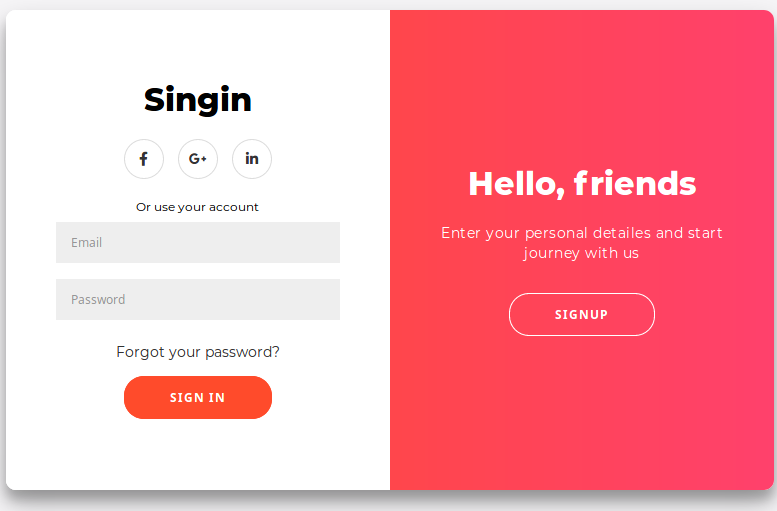 Singin
f G+ in
Or use your account
Email
Password
Forgot your password?
SIGN IN
Hello, friends
Enter your personal detailes and start
journey with us
SIGNUP